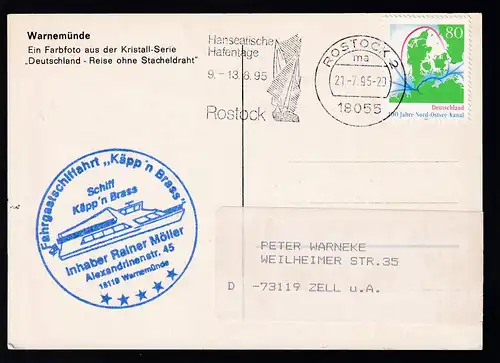 Warnemünde
Ein Farbfoto aus der Kristall-Serie
„Deutschland - Reise ohne Stacheldraht"
Hanseatische
Hafentage
9. - 13.8.95
Rostock
ROSTOCK 2
ma
21-7.95-20
18055
80
Deutschland
100 Jahre Nord-Ostsee-Kanal
Fahrgastschiffahrt „Käpp'n Brass"
Schiff
Käpp'n Brass
Inhaber Rainer Möller
Alexandrinenstr. 45
18119 Warnemünde
PETER WARNEKE
WEILHEIMER STR.35
D -73119 ZELL u.A.